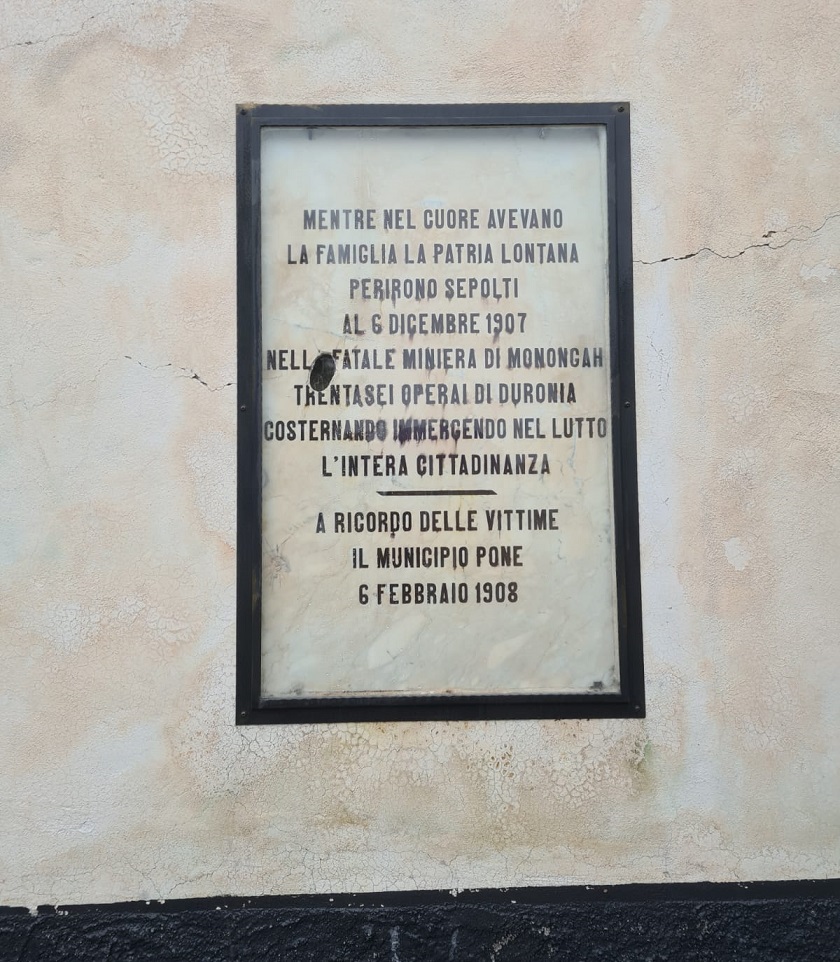 MENTRE NEL CUORE AVEVANO
LA FAMIGLIA LA PATRIA LONTANA
PERIRONO SEPOLTI
AL 6 DICEMBRE 1907
NELLA FATALE MINIERA DI MONONGAH
TRENTASEI OPERAI DI DURONIA
COSTERNANDO IMMERGENDO NEL LUTTO
L'INTERA CITTADINANZA
A RICORDO DELLE VITTIME
IL MUNICIPIO PONE
6 FEBBRAIO 1908